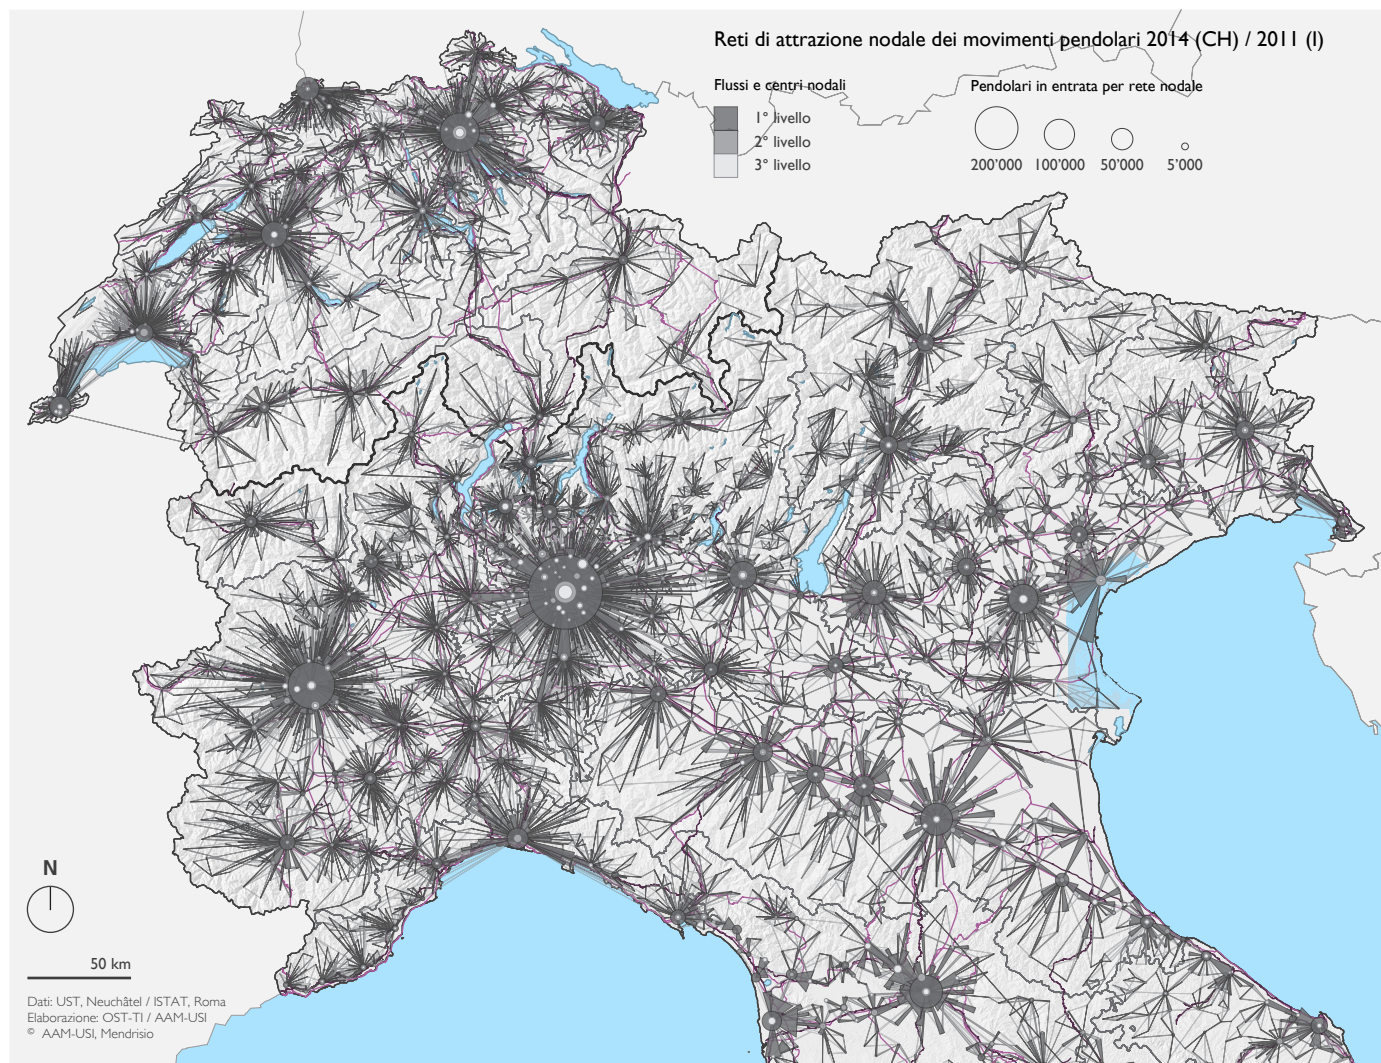 Reti di attrazione nodale dei movimenti pendolari 2014 (CH) / 2011 (I)
Flussi e centri nodali
1° livello
2° livello
3° livello
Pendolari in entrata per rete nodale
200'000 100'000 50'000 5'000
N
50 km
Dati: UST, Neuchâtel / ISTAT, Roma
Elaborazione: OST-TI / AAM-USI
© AAM-USI, Mendrisio